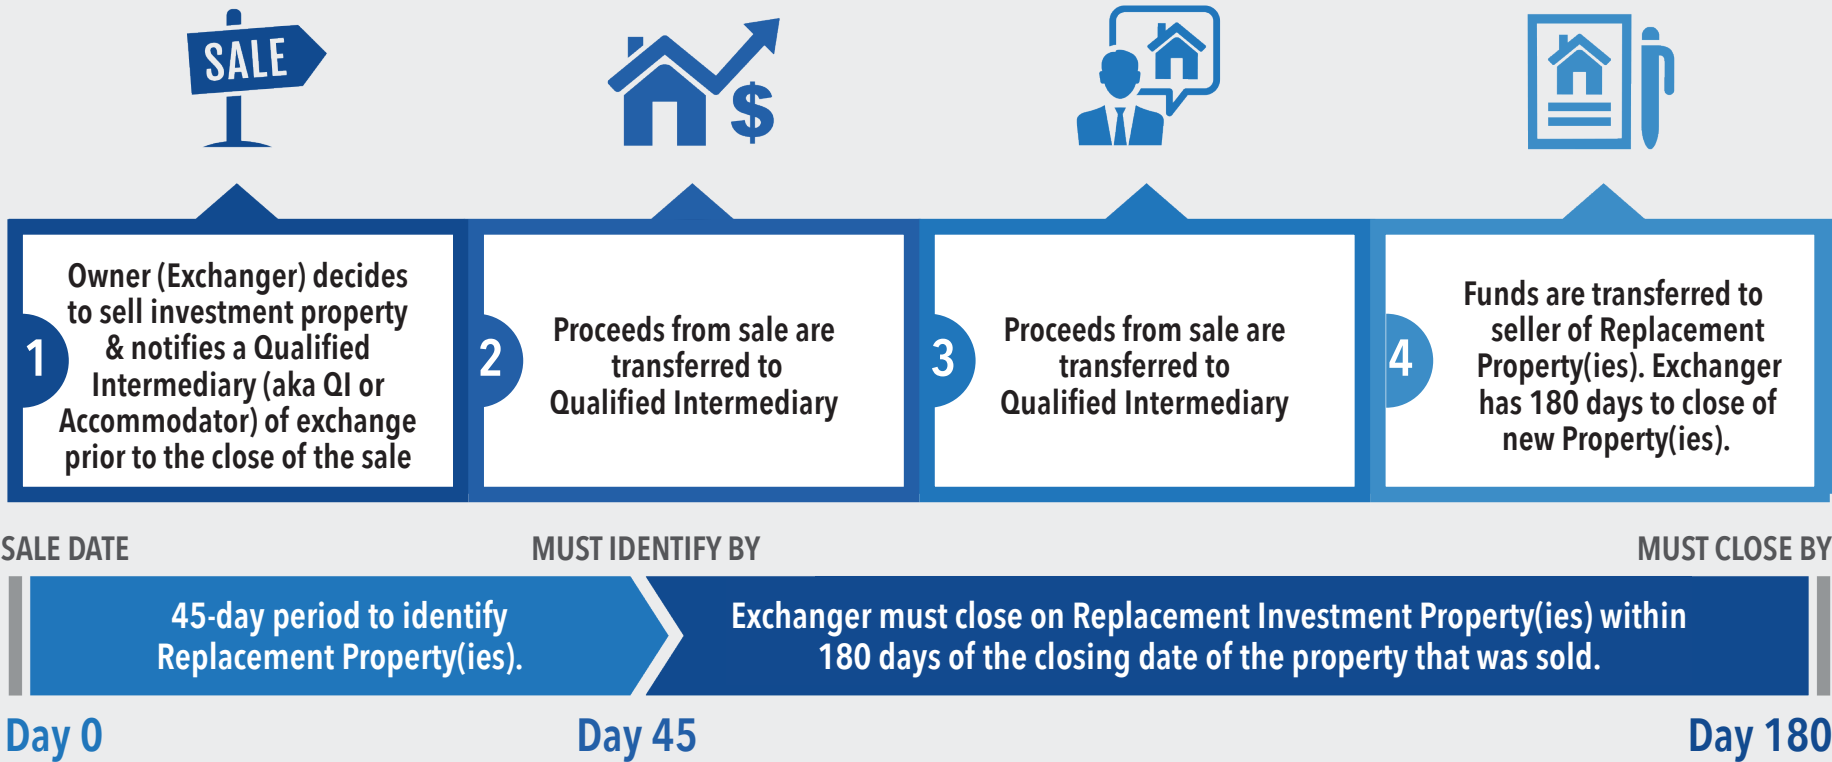 SALE
$
1
Owner (Exchanger) decides
to sell investment property
& notifies a Qualified
Intermediary (aka QI or
Accommodator) of exchange
prior to the close of the sale
2
Proceeds from sale are
transferred to
Qualified Intermediary
3
Proceeds from sale are
transferred to
Qualified Intermediary
4
Funds are transferred to
seller of Replacement
Property(ies). Exchanger
has 180 days to close of
new Property(ies).
SALE DATE
MUST IDENTIFY BY
MUST CLOSE BY
45-day period to identify
Replacement Property(ies).
Exchanger must close on Replacement Investment Property(ies) within
180 days of the closing date of the property that was sold.
Day 0
Day 45
Day 180